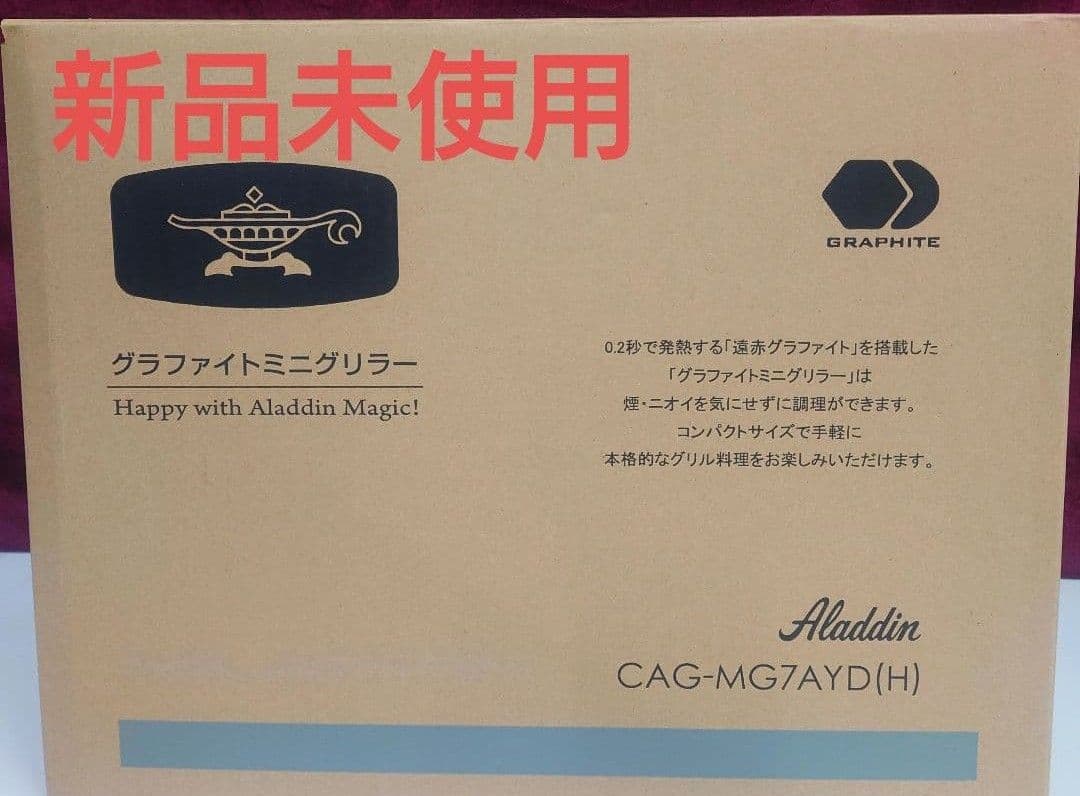 新品未使用
GRAPHITE
グラファイトミニグリラー
Happy with Aladdin Magic!
0.2秒で発熱する「遠赤グラファイト」を搭載した
「グラファイトミニグリラー」は
煙・ニオイを気にせずに調理ができます。
コンパクトサイズで手軽に
本格的なグリル料理をお楽しみいただけます。
Aladdin
CAG-MG7AYD(H)